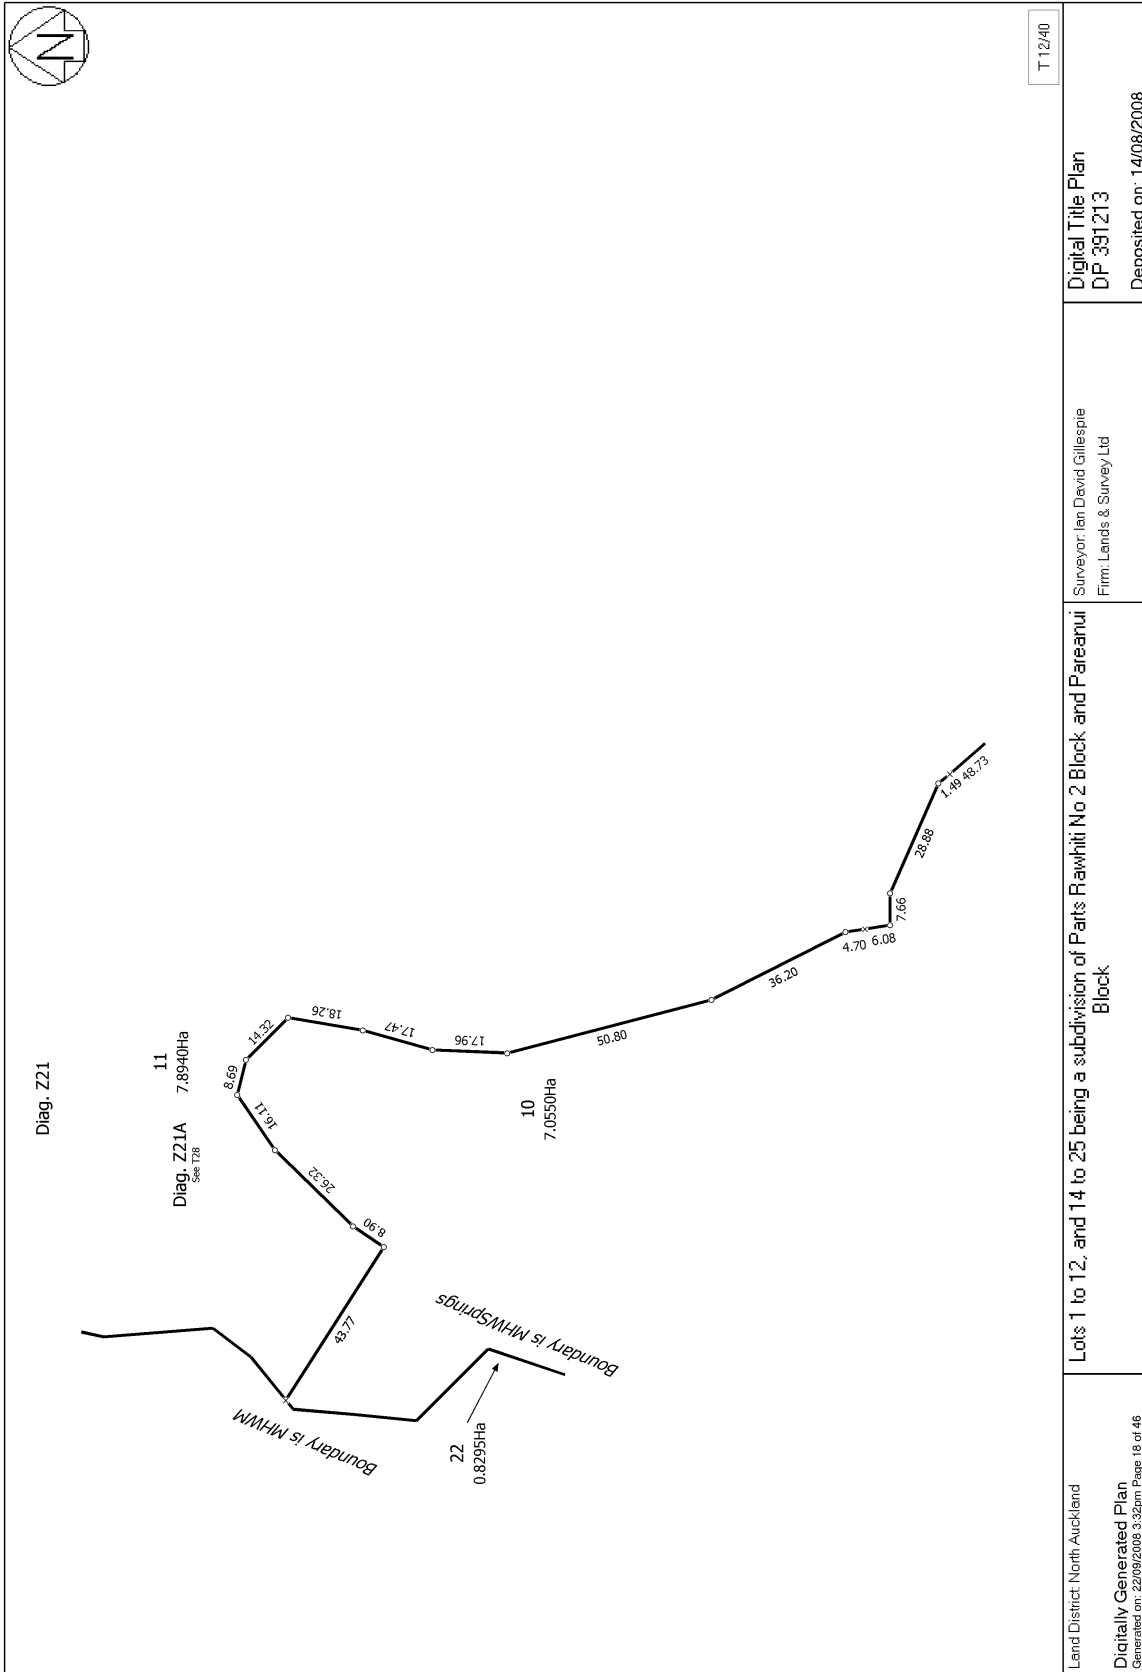 N
Diag. Z21
T 12/40
11
7.8940Ha
Diag. Z21A
See T28
8.69
14.32
18.26
17.47
17.96
16.11
26.32
8.90
43.77
50.80
36.20
4.70
6.08
7.66
28.88
1.49
48.73
10
7.0550Ha
Boundary is MHWM
Boundary is MHWSprings
22
0.8295Ha
Land District: North Auckland
Digitally Generated Plan
Generated on: 22/09/2008 3:32pm Page 18 of 46
Lots 1 to 12, and 14 to 25 being a subdivision of Parts Rawhiti No 2 Block and Pareanui
Block
Surveyor: Ian David Gillespie
Firm: Lands & Survey Ltd
Digital Title Plan
DP 391213
Deposited on: 14/08/2008